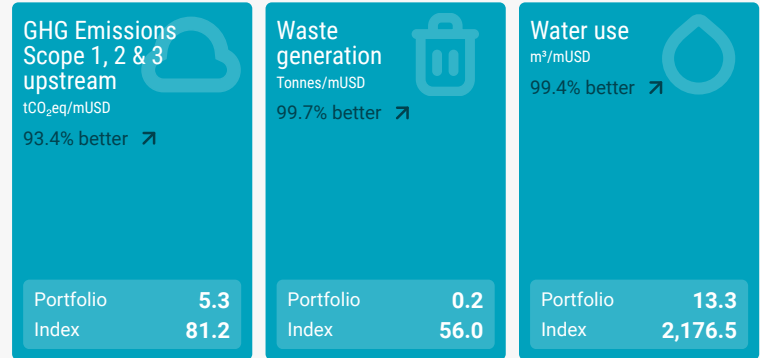 GHG Emissions
Scope 1, 2 & 3
upstream
tCO₂eq/mUSD
93.4% better
Portfolio 5.3
Index 81.2
Waste
generation
Tonnes/mUSD
99.7% better
Portfolio 0.2
Index 56.0
Water use
m³/mUSD
99.4% better
Portfolio 13.3
Index 2,176.5